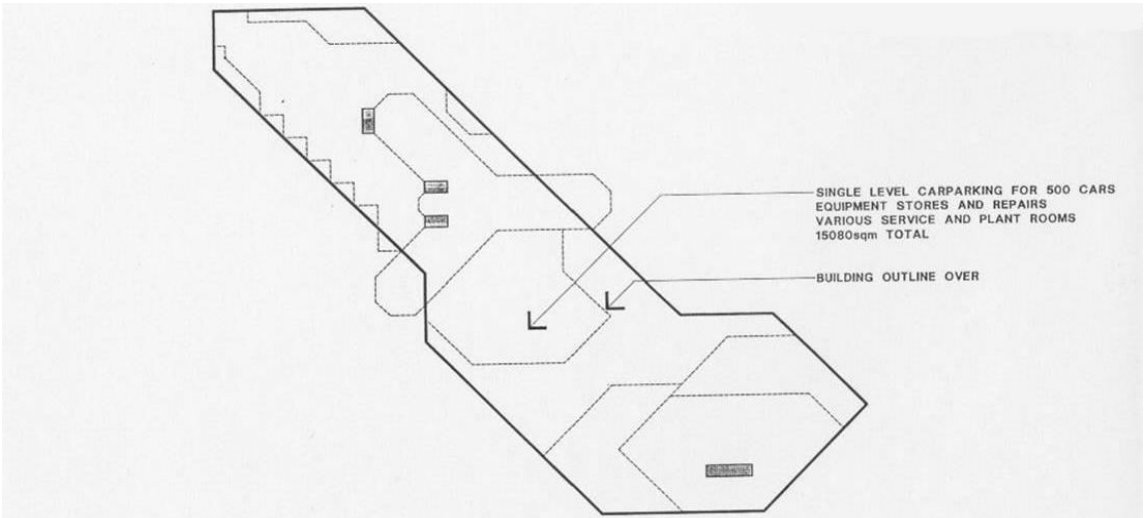 SINGLE LEVEL CARPARKING FOR 500 CARS
EQUIPMENT STORES AND REPAIRS
VARIOUS SERVICE AND PLANT ROOMS
15080sqm TOTAL
BUILDING OUTLINE OVER